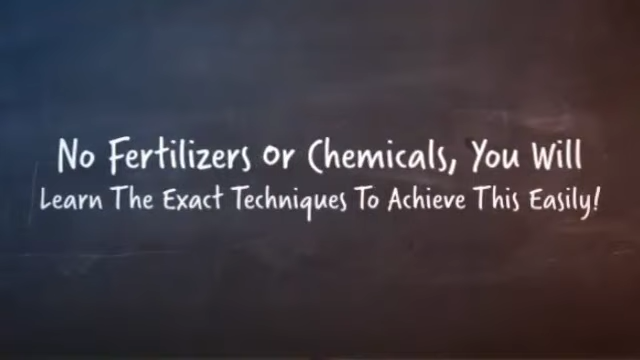 No Fertilizers Or Chemicals, You Will
Learn The Exact Techniques To Achieve This Easily!